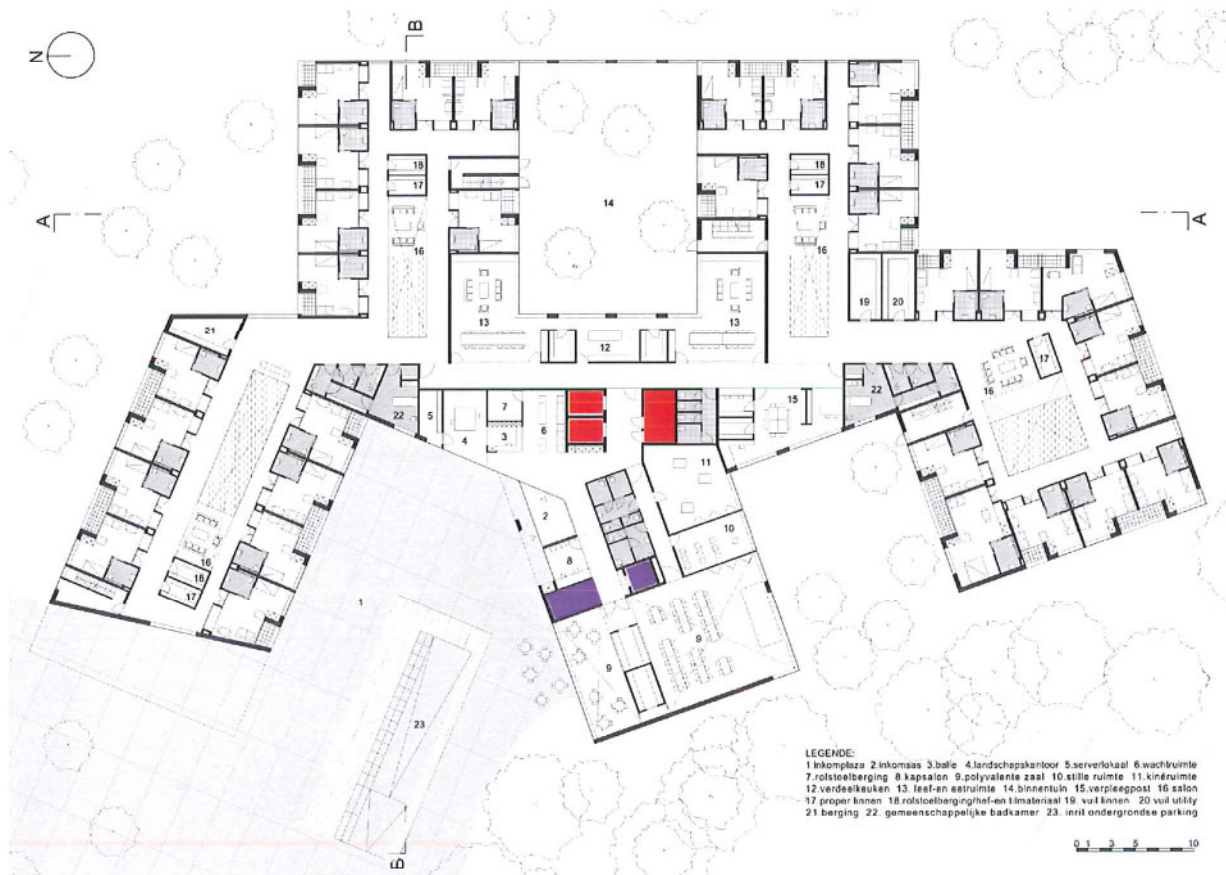 B
N
18
18
17
17
14
A
A
16
16
19
20
13
13
21
12
17
16
22
22
5
7
15
4
3
6
11
2
10
8
16
18
17
1
9
9
23
LEGENDE:
1 inkomplaza 2.inkomsas 3.balie 4.landschapskantoor 5.serverlokaal 6.wachtruimte
7.rolstoelberging 8.kapsalon 9.polyvalente zaal 10.stille ruimte 11.kinéruimte
12.verdeelkeuken 13. leef-en eetruimte 14.binnentuin 15.verpleegpost 16 salon
17 proper linnen 18.rolstoelberging/hef-en tilmateriaal 19. vuil linnen 20 vuil utility
21.berging 22. gemeenschappelijke badkamer 23. inrit ondergrondse parking
0 1 3 5 10
B